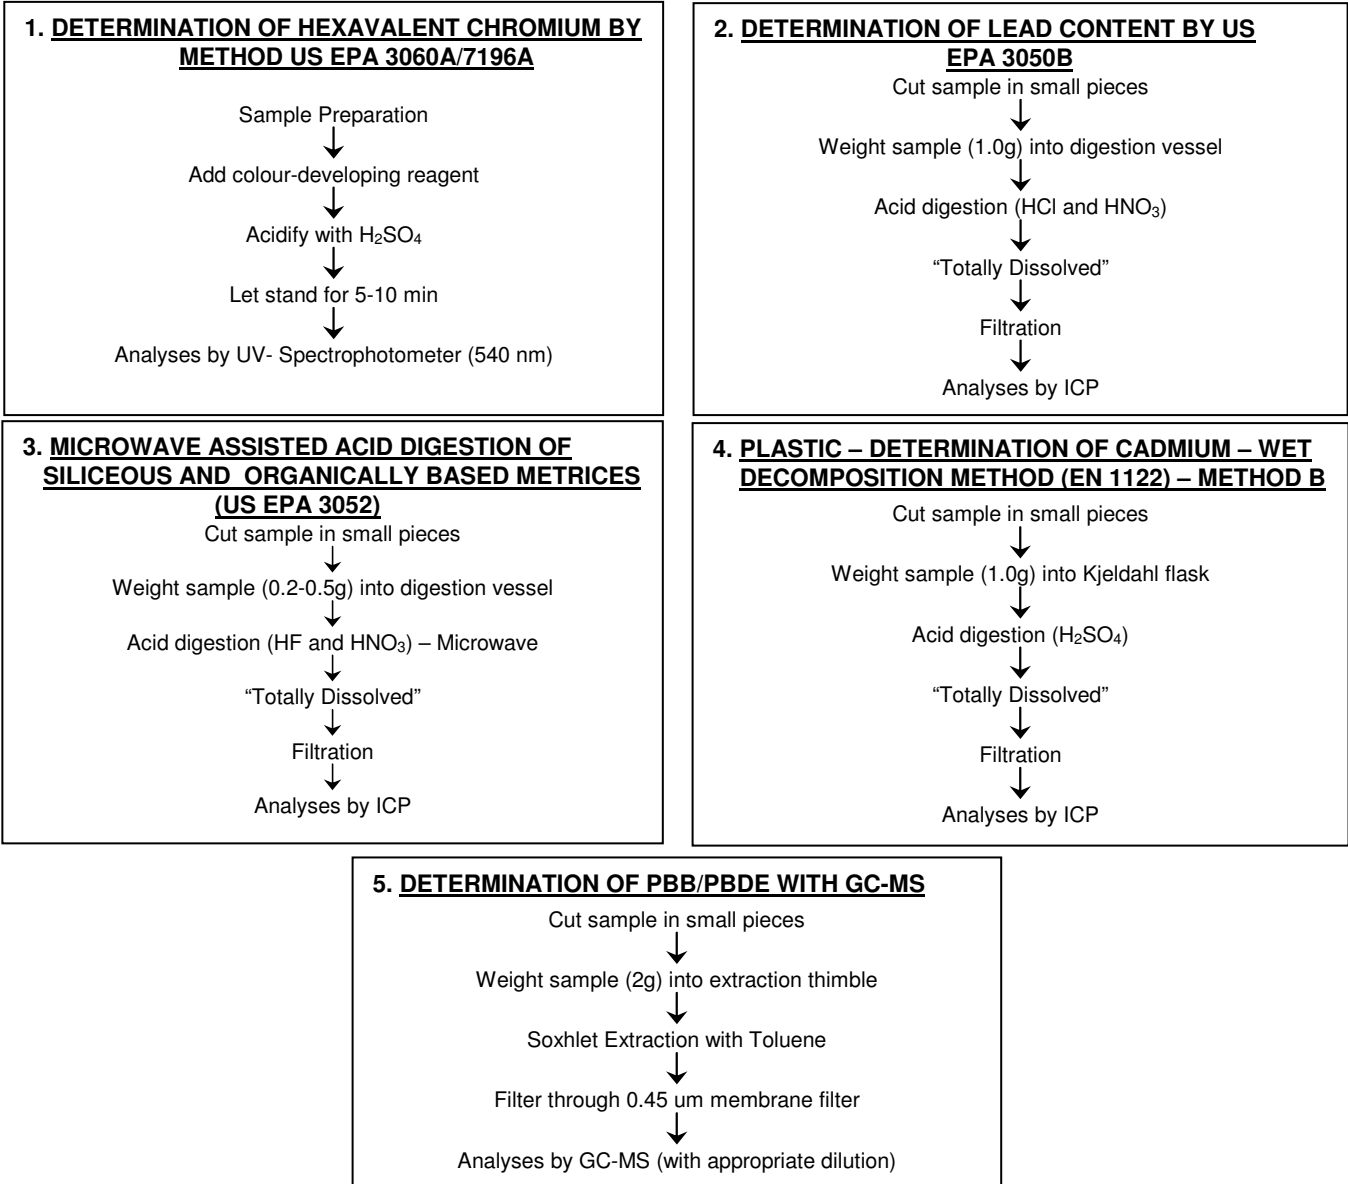 1. DETERMINATION OF HEXAVALENT CHROMIUM BY
METHOD US EPA 3060A/7196A
Sample Preparation
Add colour-developing reagent
Acidify with H₂SO₄
Let stand for 5-10 min
Analyses by UV- Spectrophotometer (540 nm)
2. DETERMINATION OF LEAD CONTENT BY US
EPA 3050B
Cut sample in small pieces
Weight sample (1.0g) into digestion vessel
Acid digestion (HCl and HNO₃)
“Totally Dissolved”
Filtration
Analyses by ICP
3. MICROWAVE ASSISTED ACID DIGESTION OF
SILICEOUS AND ORGANICALLY BASED METRICES
(US EPA 3052)
Cut sample in small pieces
Weight sample (0.2-0.5g) into digestion vessel
Acid digestion (HF and HNO₃) – Microwave
“Totally Dissolved”
Filtration
Analyses by ICP
4. PLASTIC – DETERMINATION OF CADMIUM – WET
DECOMPOSITION METHOD (EN 1122) – METHOD B
Cut sample in small pieces
Weight sample (1.0g) into Kjeldahl flask
Acid digestion (H₂SO₄)
“Totally Dissolved”
Filtration
Analyses by ICP
5. DETERMINATION OF PBB/PBDE WITH GC-MS
Cut sample in small pieces
Weight sample (2g) into extraction thimble
Soxhlet Extraction with Toluene
Filter through 0.45 um membrane filter
Analyses by GC-MS (with appropriate dilution)